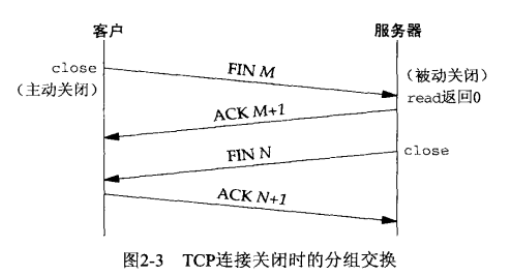 客户
服务器
close
（主动关闭）
FIN M
（被动关闭）
read返回0
ACK M+1
FIN N
close
ACK N+1
图2-3 TCP连接关闭时的分组交换